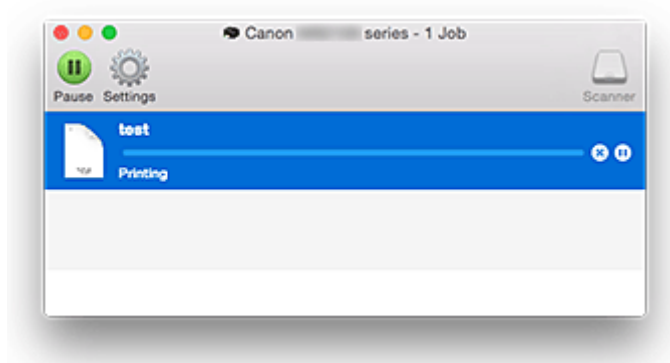 Canon series - 1 Job
Pause Settings
Scanner
test
Printing